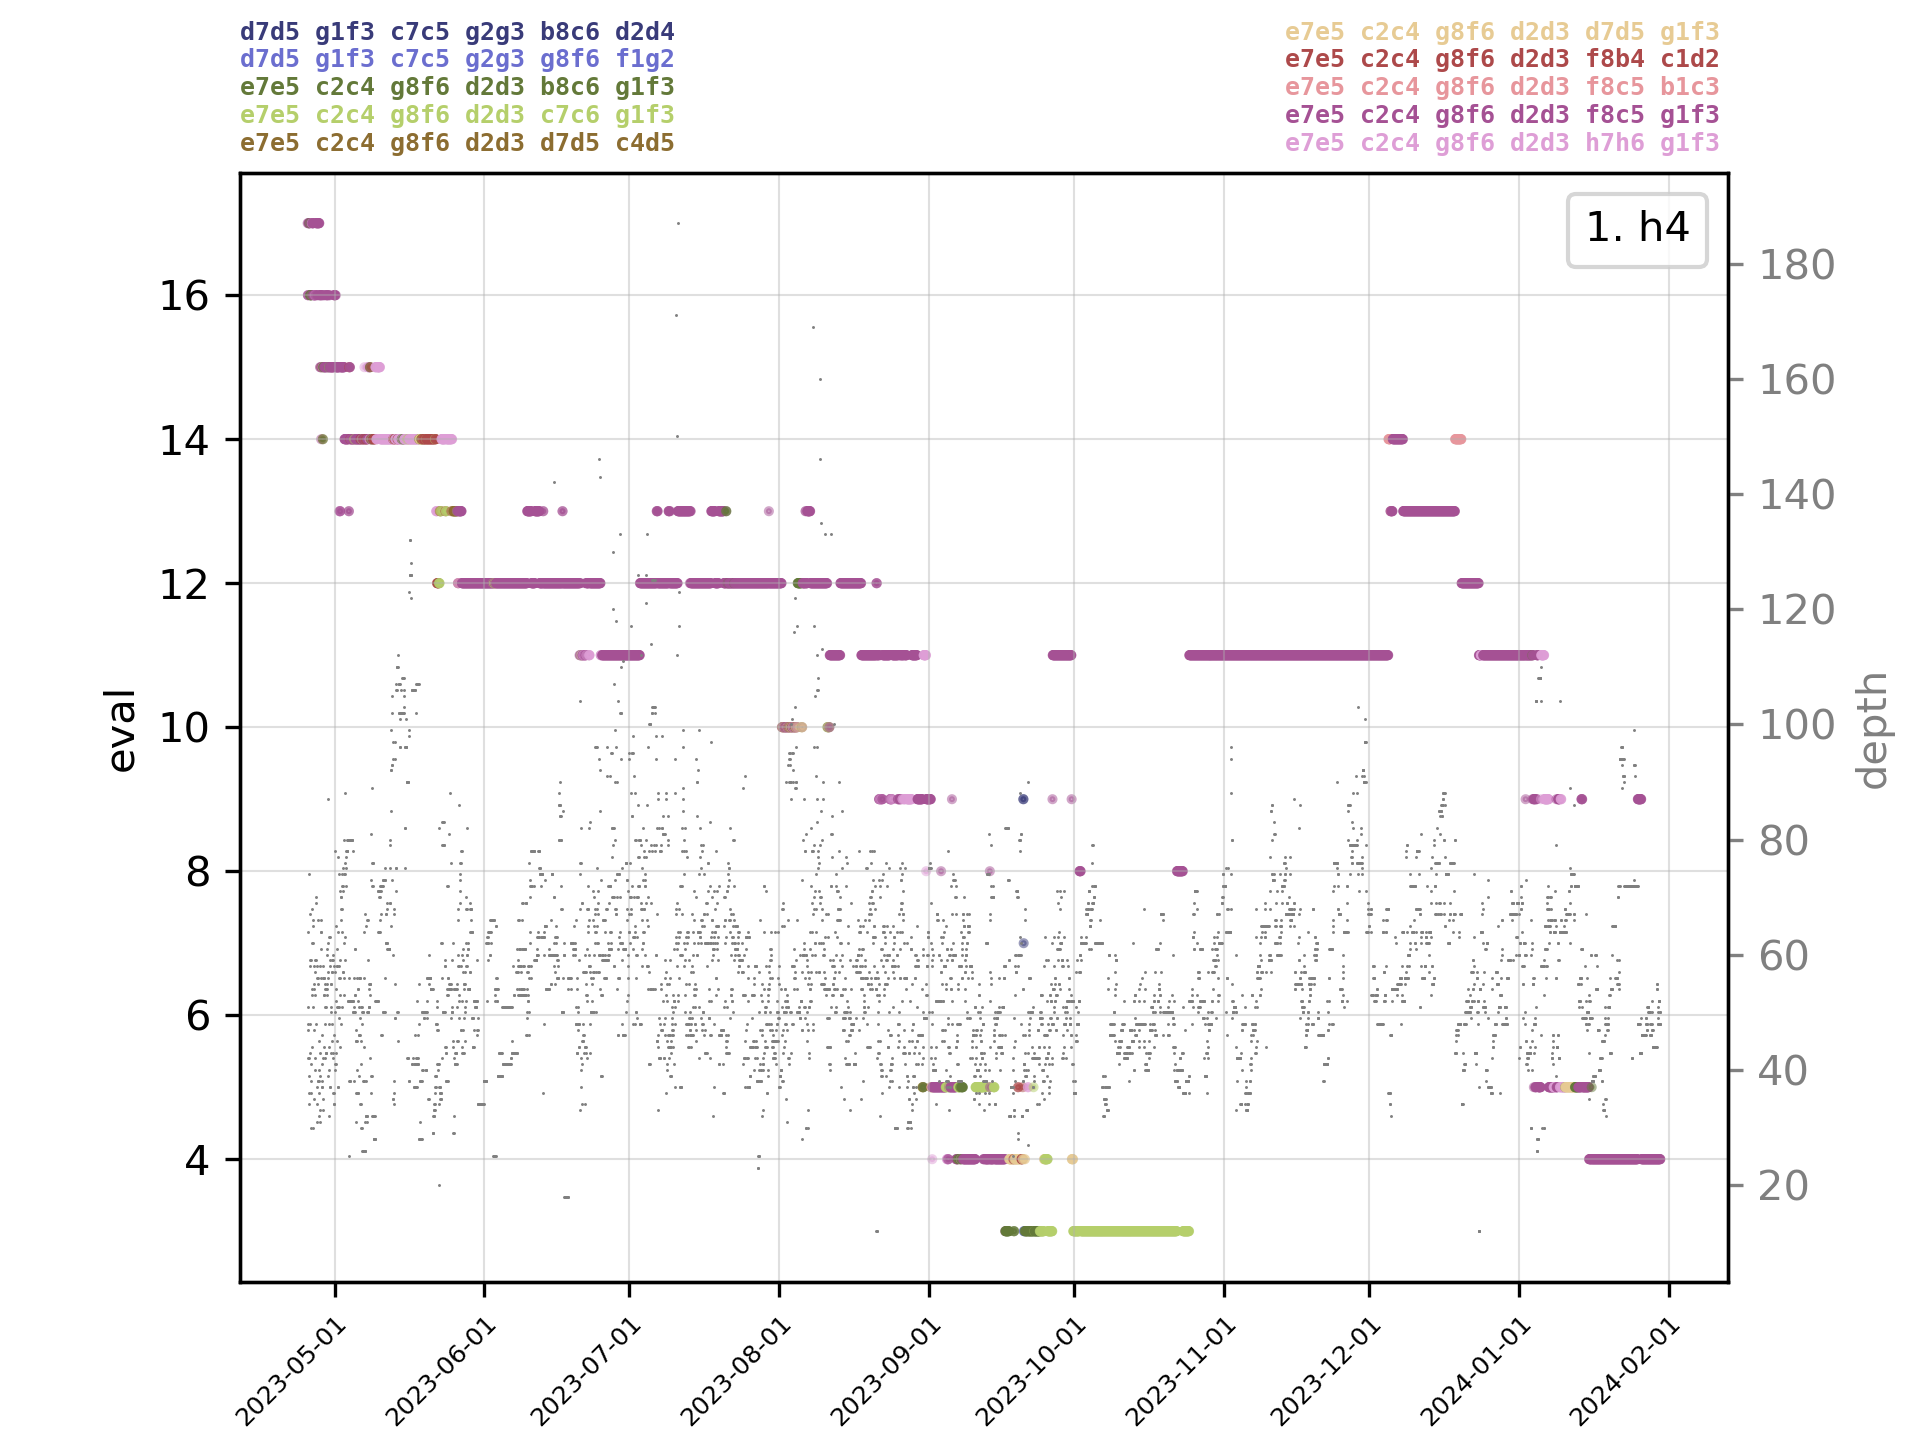 d7d5 g1f3 c7c5 g2g3 b8c6 d2d4
d7d5 g1f3 c7c5 g2g3 g8f6 f1g2
e7e5 c2c4 g8f6 d2d3 b8c6 g1f3
e7e5 c2c4 g8f6 d2d3 c7c6 g1f3
e7e5 c2c4 g8f6 d2d3 d7d5 c4d5
e7e5 c2c4 g8f6 d2d3 d7d5 g1f3
e7e5 c2c4 g8f6 d2d3 f8b4 c1d2
e7e5 c2c4 g8f6 d2d3 f8c5 b1c3
e7e5 c2c4 g8f6 d2d3 f8c5 g1f3
e7e5 c2c4 g8f6 d2d3 h7h6 g1f3
1. h4
eval
16
14
12
10
8
6
4
180
160
140
120
100
80
60
40
20
depth
2023-05-01
2023-06-01
2023-07-01
2023-08-01
2023-09-01
2023-10-01
2023-11-01
2023-12-01
2024-01-01
2024-02-01